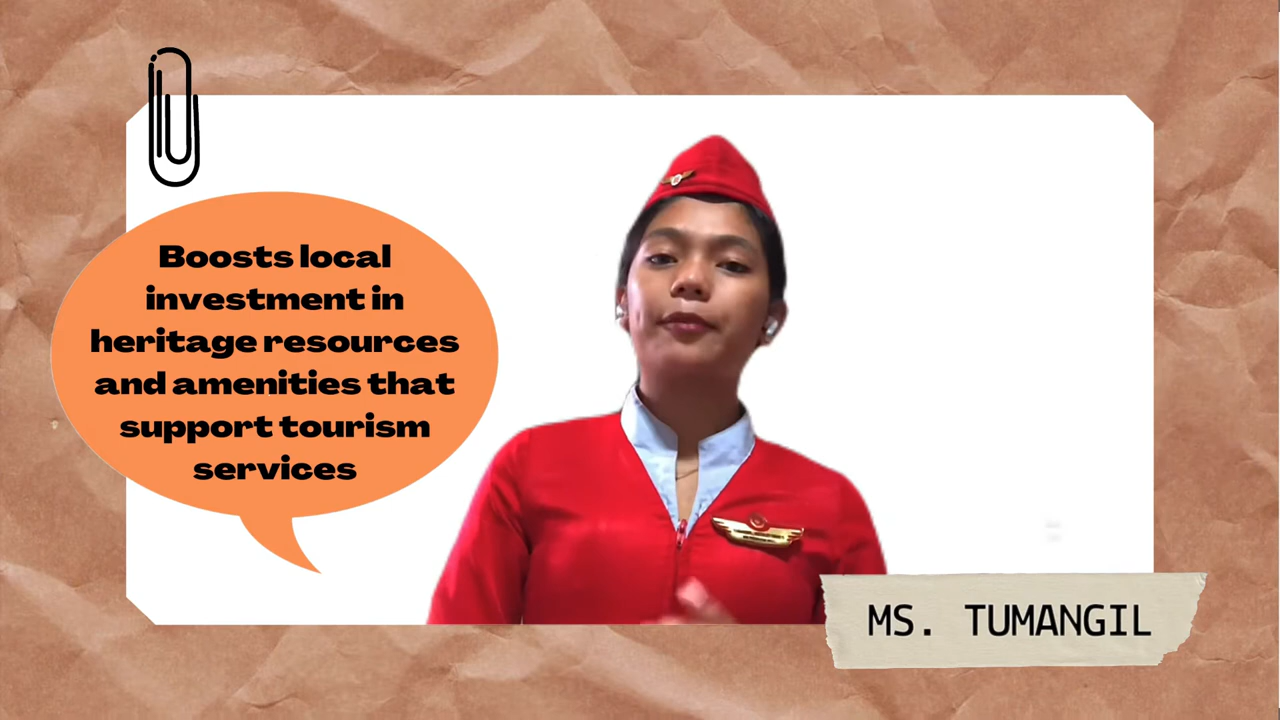 Boosts local
investment in
heritage resources
and amenities that
support tourism
services
MS. TUMANGIL